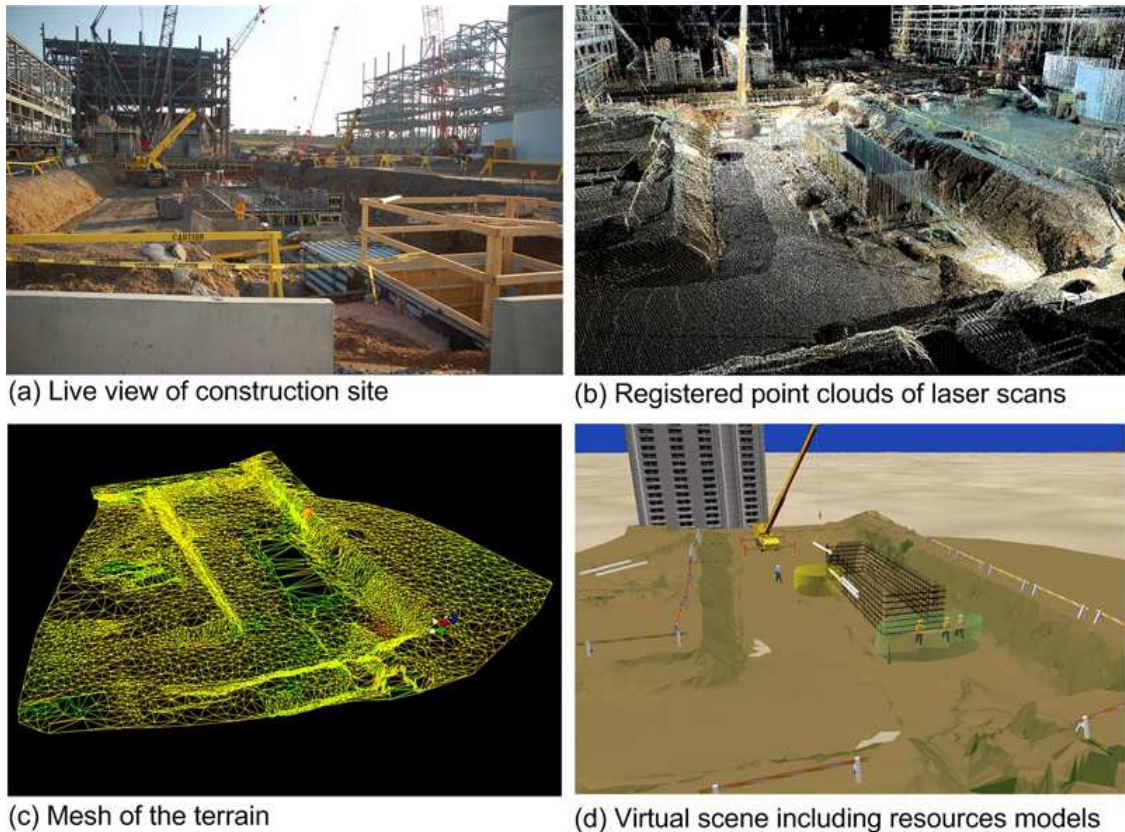 CAUTION
(a) Live view of construction site
(b) Registered point clouds of laser scans
(c) Mesh of the terrain
(d) Virtual scene including resources models